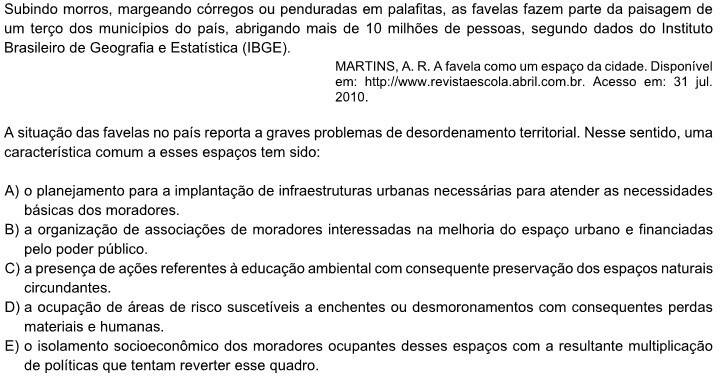 Subindo morros, margeando córregos ou penduradas em palafitas, as favelas fazem parte da paisagem de
um terço dos municípios do país, abrigando mais de 10 milhões de pessoas, segundo dados do Instituto
Brasileiro de Geografia e Estatística (IBGE).
MARTINS, A. R. A favela como um espaço da cidade. Disponível
em: http://www.revistaescola.abril.com.br. Acesso em: 31 jul.
2010.
A situação das favelas no país reporta a graves problemas de desordenamento territorial. Nesse sentido, uma
característica comum a esses espaços tem sido:
A) o planejamento para a implantação de infraestruturas urbanas necessárias para atender as necessidades
básicas dos moradores.
B) a organização de associações de moradores interessadas na melhoria do espaço urbano e financiadas
pelo poder público.
C) a presença de ações referentes à educação ambiental com consequente preservação dos espaços naturais
circundantes.
D) a ocupação de áreas de risco suscetíveis a enchentes ou desmoronamentos com consequentes perdas
materiais e humanas.
E) o isolamento socioeconômico dos moradores ocupantes desses espaços com a resultante multiplicação
de políticas que tentam reverter esse quadro.